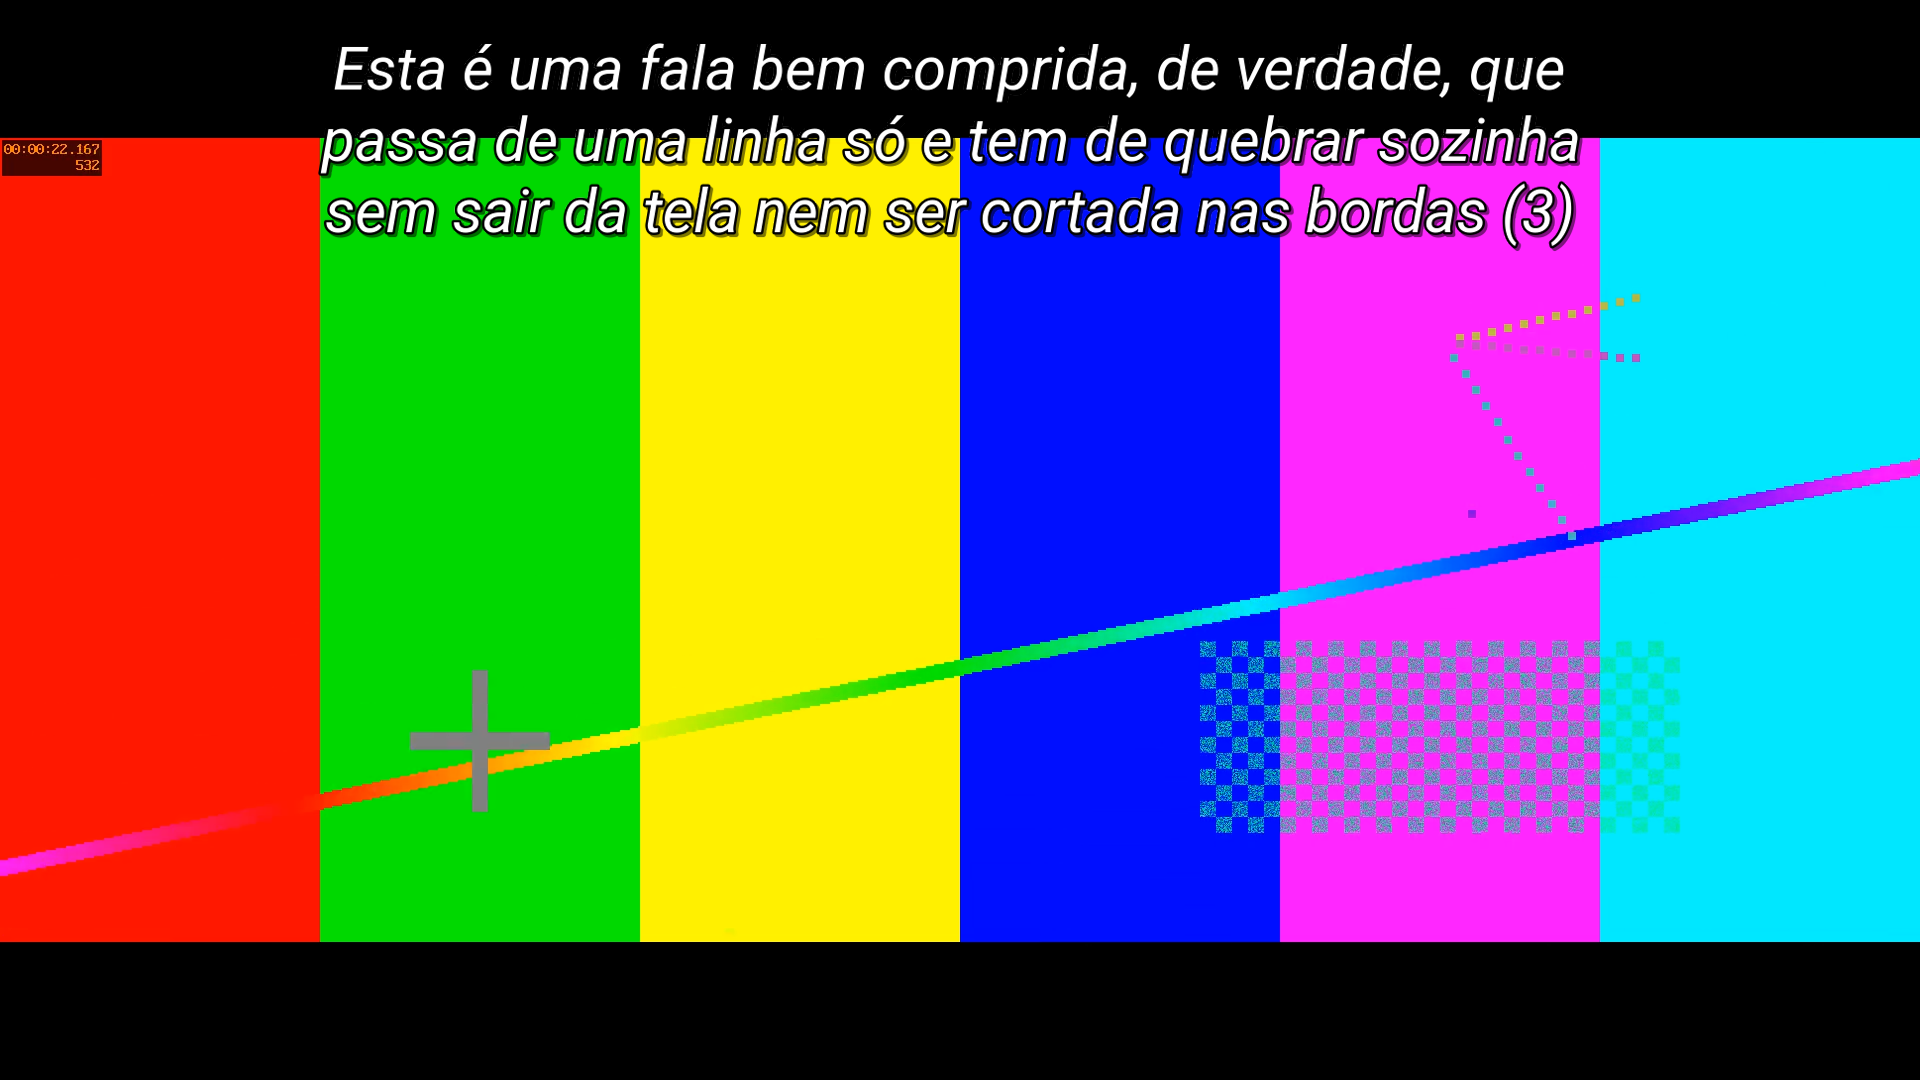 Esta é uma fala bem comprida, de verdade, que
passa de uma linha só e tem de quebrar sozinha
sem sair da tela nem ser cortada nas bordas (3)
00:00:22.167
532